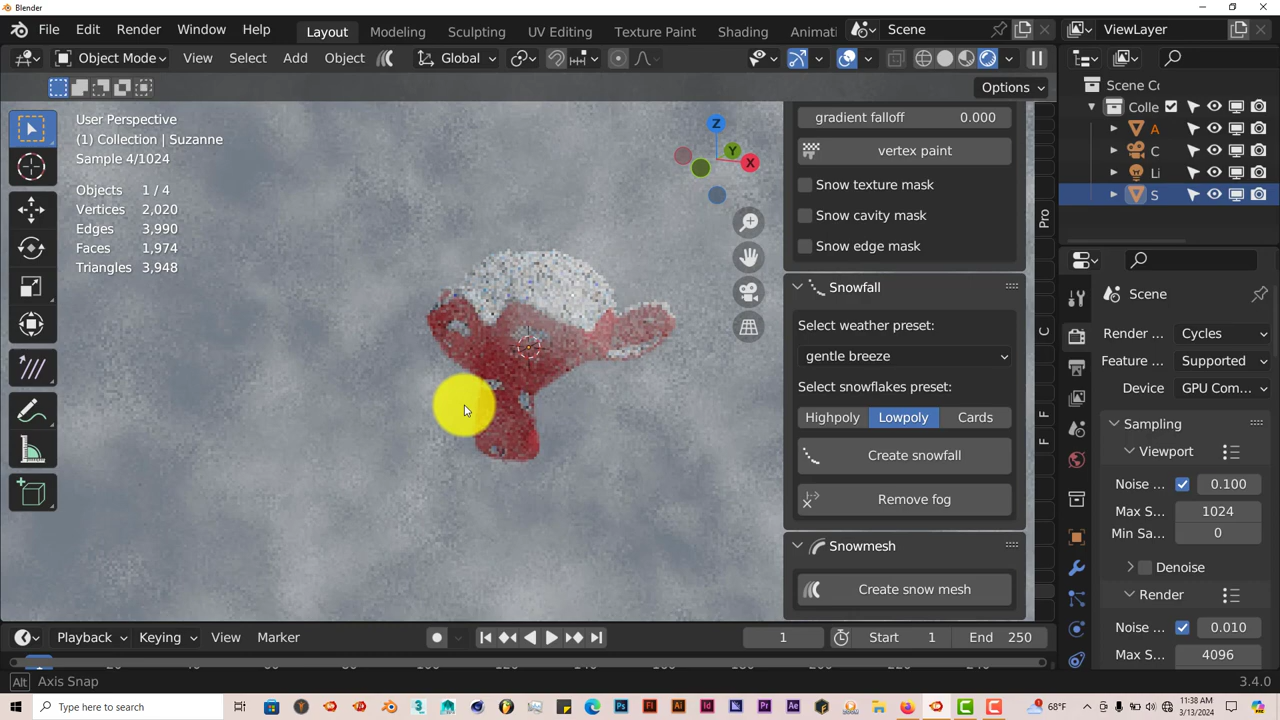 Blender
File Edit Render Window Help
Layout Modeling Sculpting UV Editing Texture Paint Shading Animati
Scene
ViewLayer
Object Mode View Select Add Object
Global
Options
User Perspective
(1) Collection | Suzanne
Sample 4/1024
Objects 1 / 4
Vertices 2,020
Edges 3,990
Faces 1,974
Triangles 3,948
Z
Y
X
gradient falloff 0.000
vertex paint
Snow texture mask
Snow cavity mask
Snow edge mask
Snowfall
Select weather preset:
gentle breeze
Select snowflakes preset:
Highpoly Lowpoly Cards
Create snowfall
Remove fog
Snowmesh
Create snow mesh
Pro
C
F
F
Scene Cc
Colle
A
C
Li
S
Scene
Render ... Cycles
Feature ... Supported
Device GPU Com...
Sampling
Viewport
Noise ... 0.100
Max S... 1024
Min Sa... 0
Denoise
Render
Noise ... 0.010
Max S... 4096
Playback Keying View Marker
1 Start 1 End 250
Alt Axis Snap
3.4.0
Type here to search
68°F
11:38 AM
3/13/2024